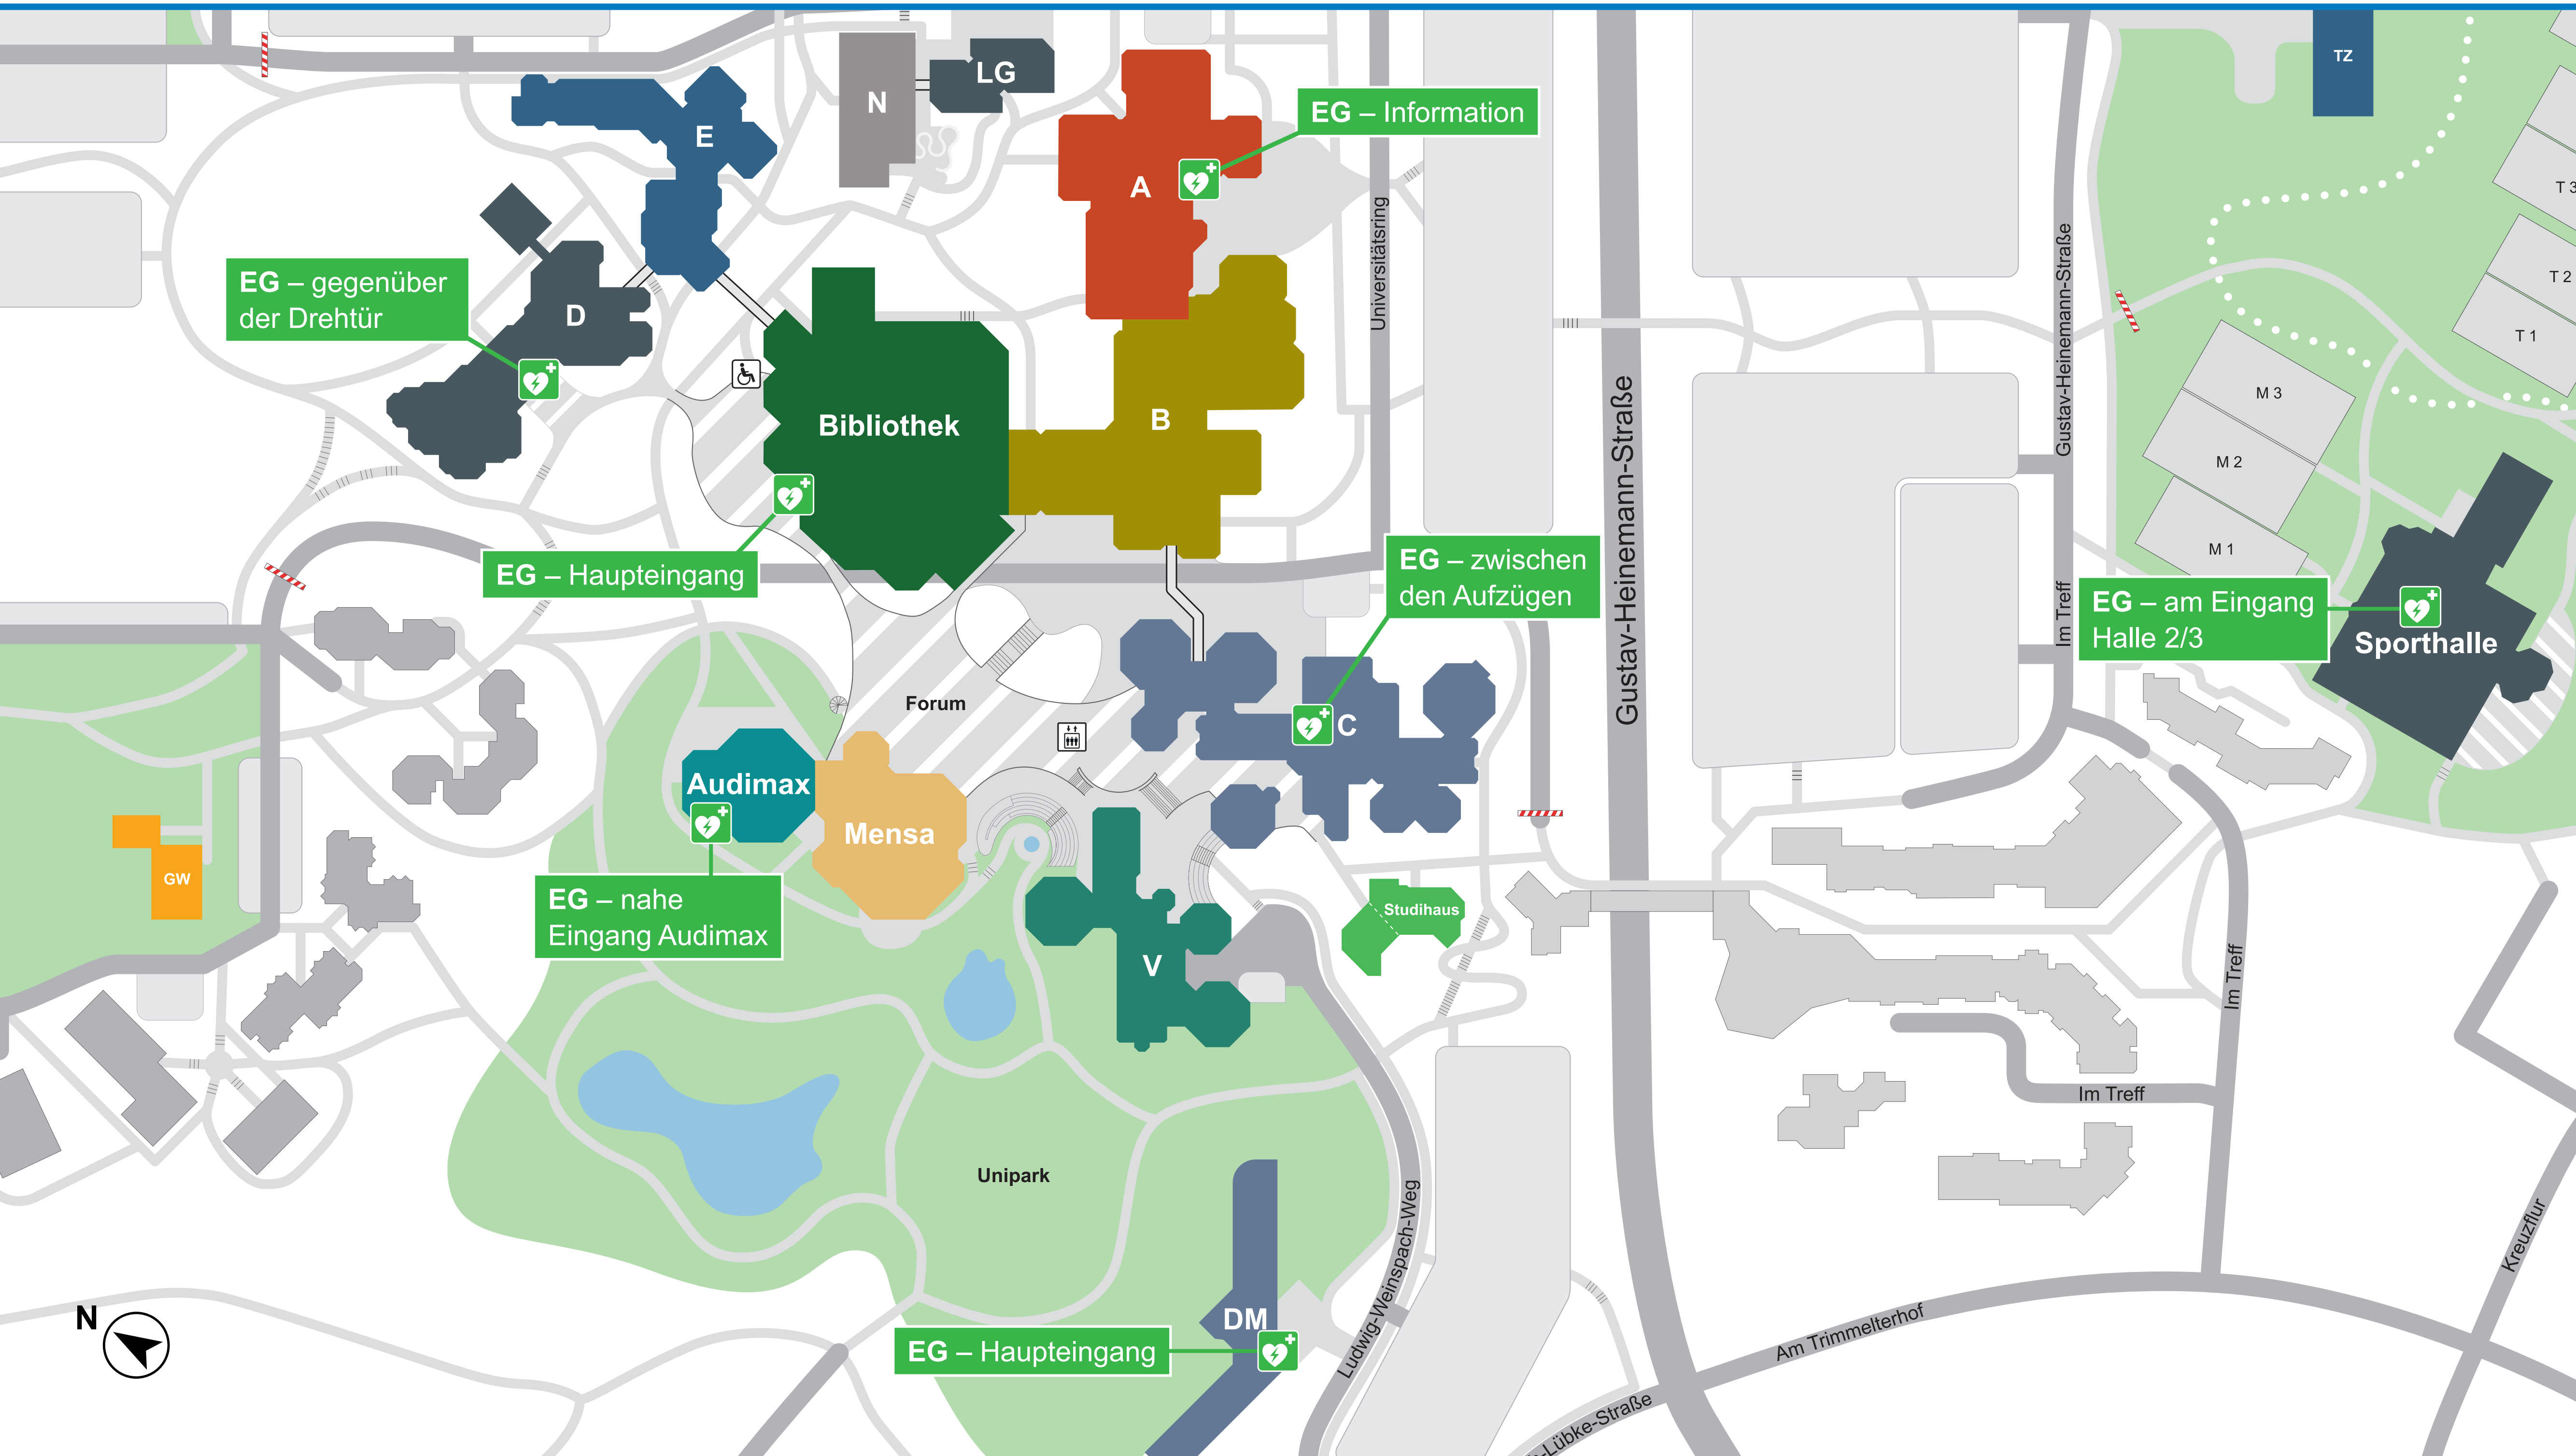 TZ
LG
N
EG – Information
E
A
T 3
EG – gegenüber
der Drehtür
D
Universitätsring
Gustav-Heinemann-Straße
T 2
T 1
M 3
Bibliothek
B
M 2
Gustav-Heinemann-Straße
M 1
EG – Haupteingang
EG – zwischen
den Aufzügen
Im Treff
EG – am Eingang
Halle 2/3
Sporthalle
Forum
C
Audimax
Mensa
GW
EG – nahe
Eingang Audimax
Studihaus
V
Im Treff
Im Treff
Unipark
Ludwig-Weinspach-Weg
Kreuzflur
N
DM
EG – Haupteingang
Am Trimmelterhof
-Lübke-Straße